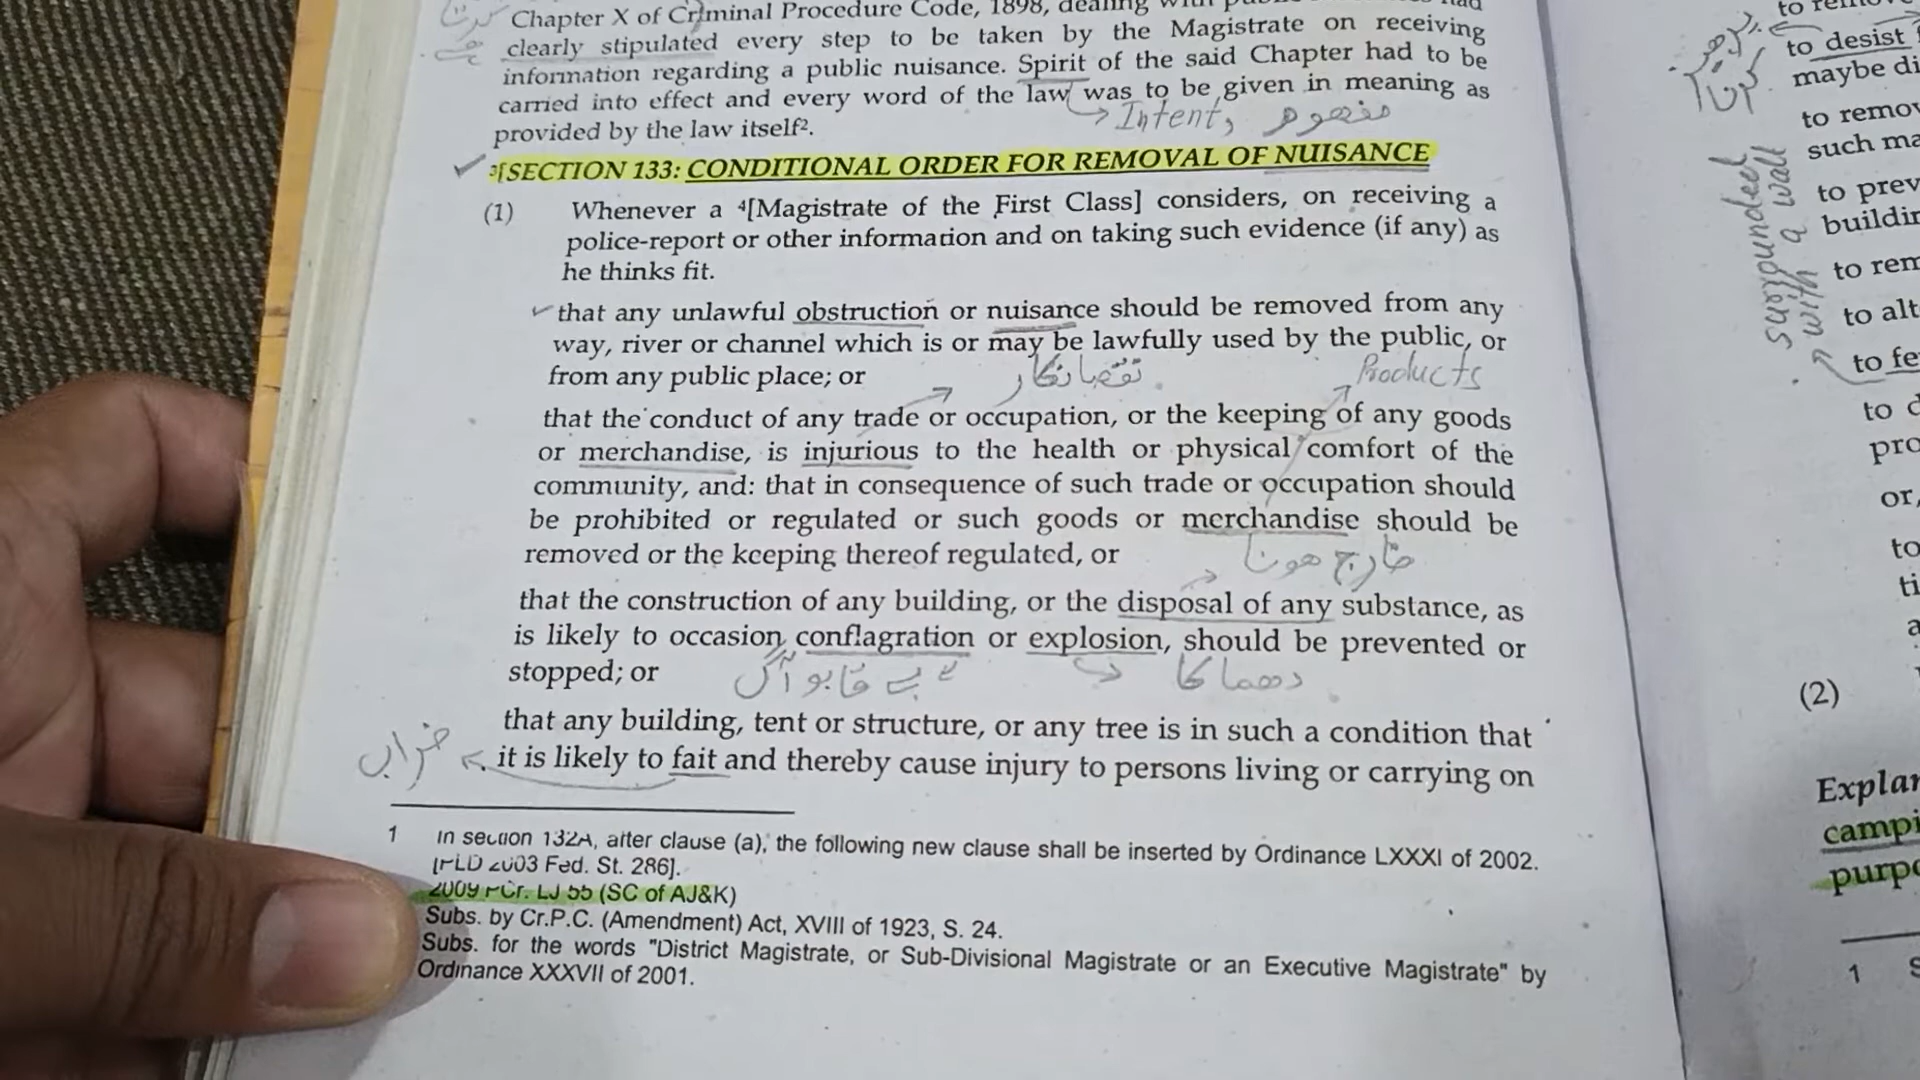 کرنا
Chapter X of Criminal Procedure Code, 1898, dealing with
clearly stipulated every step to be taken by the Magistrate on receiving
information regarding a public nuisance. Spirit of the said Chapter had to be
carried into effect and every word of the law was to be given in meaning as
Intent, مفہوم
provided by the law itself².
³[SECTION 133: CONDITIONAL ORDER FOR REMOVAL OF NUISANCE
(1) Whenever a ⁴[Magistrate of the First Class] considers, on receiving a
police-report or other information and on taking such evidence (if any) as
he thinks fit.
that any unlawful obstruction or nuisance should be removed from any
way, river or channel which is or may be lawfully used by the public, or
from any public place; or
Products
that the conduct of any trade or occupation, or the keeping of any goods
or merchandise, is injurious to the health or physical comfort of the
community, and: that in consequence of such trade or occupation should
be prohibited or regulated or such goods or merchandise should be
removed or the keeping thereof regulated, or
خارج ہونا
that the construction of any building, or the disposal of any substance, as
is likely to occasion conflagration or explosion, should be prevented or
stopped; or
بے قابو آگ
دھماکا
that any building, tent or structure, or any tree is in such a condition that
خراب
it is likely to fait and thereby cause injury to persons living or carrying on
1 In section 132A, after clause (a), the following new clause shall be inserted by Ordinance LXXXI of 2002.
[PLD 2003 Fed. St. 286].
2009 PCr. LJ 55 (SC of AJ&K)
Subs. by Cr.P.C. (Amendment) Act, XVIII of 1923, S. 24.
Subs. for the words "District Magistrate, or Sub-Divisional Magistrate or an Executive Magistrate" by
Ordinance XXXVII of 2001.
to desist
maybe di
to remov
such ma
surrounded
with a wall
to prev
buildin
to rem
to alt
to fe
to d
pro
or,
to
ti
a
(2)
Explan
campi
purpo
1 S